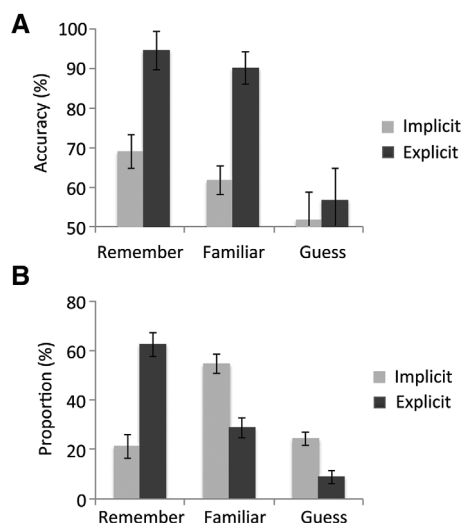 A
100
90
80
70
60
50
Accuracy (%)
Remember Familiar Guess
Implicit
Explicit
B
80
60
40
20
0
Proportion (%)
Remember Familiar Guess
Implicit
Explicit